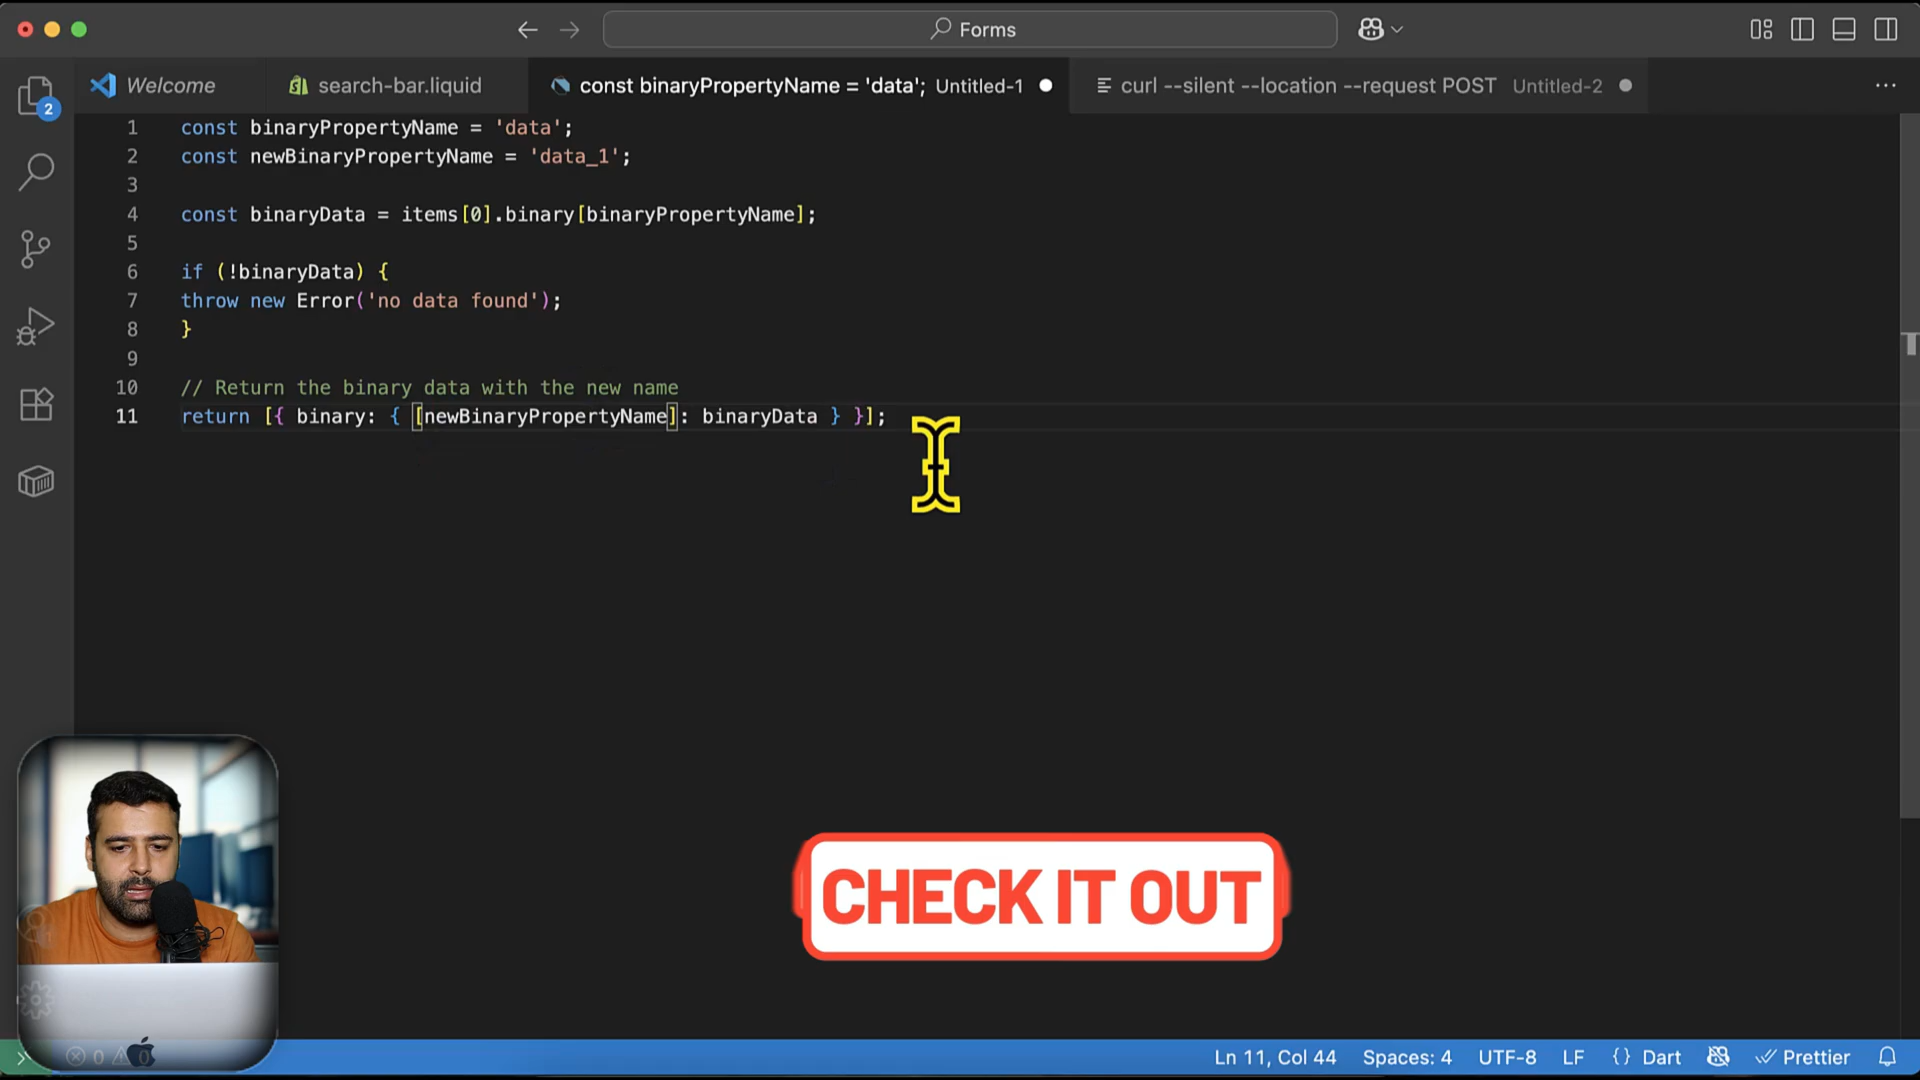 Forms
Welcome
search-bar.liquid
const binaryPropertyName = 'data'; Untitled-1
curl --silent --location --request POST Untitled-2
2
1 const binaryPropertyName = 'data';
2 const newBinaryPropertyName = 'data_1';
3
4 const binaryData = items[0].binary[binaryPropertyName];
5
6 if (!binaryData) {
7 throw new Error('no data found');
8 }
9
10 // Return the binary data with the new name
11 return [{ binary: { [newBinaryPropertyName]: binaryData } }];
CHECK IT OUT
0 0
Ln 11, Col 44 Spaces: 4 UTF-8 LF {} Dart Prettier